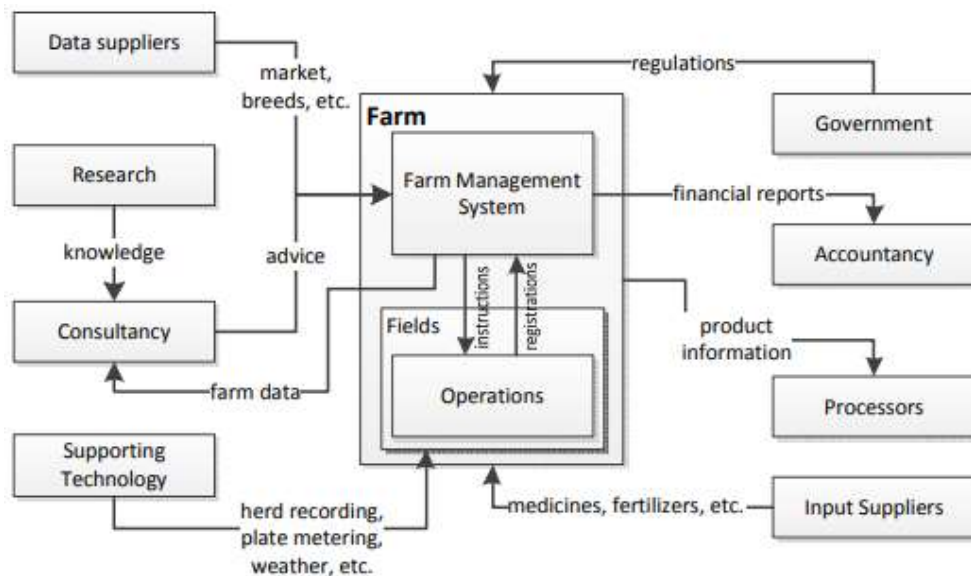 Data suppliers
market,
breeds, etc.
regulations
Farm
Government
Research
Farm Management
System
financial reports
knowledge
advice
Accountancy
instructions
registrations
Consultancy
Fields
product
information
farm data
Operations
Processors
Supporting
Technology
herd recording,
plate metering,
weather, etc.
medicines, fertilizers, etc.
Input Suppliers